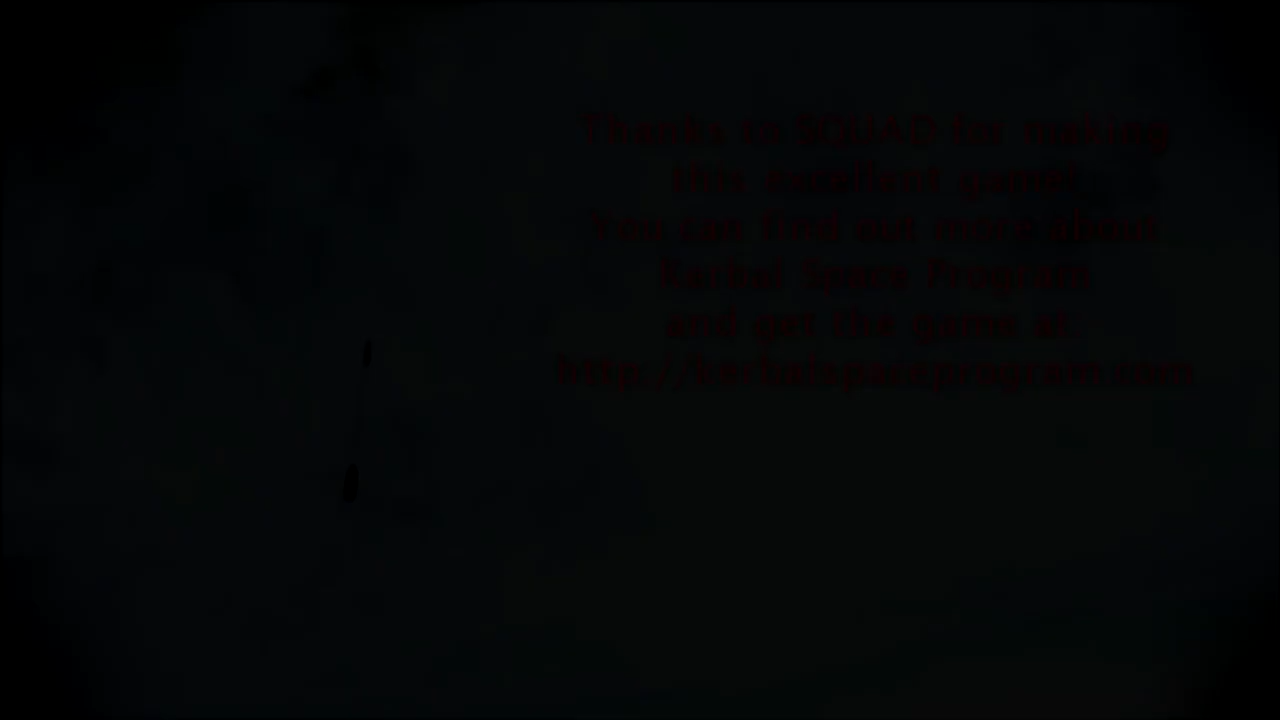 Thanks to SQUAD for making
this excellent game!
You can find out more about
Kerbal Space Program
and get the game at
http://kerbalspaceprogram.com